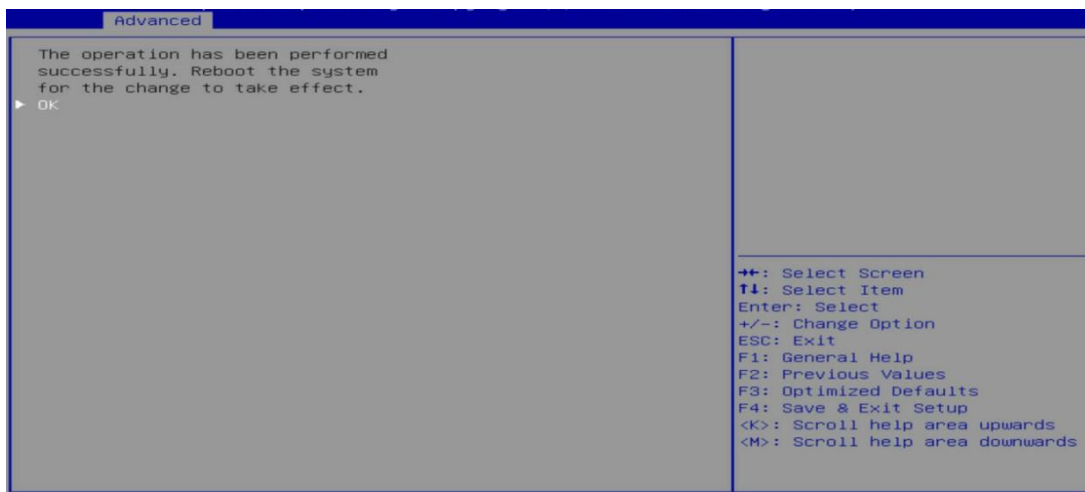 Advanced
The operation has been performed
successfully. Reboot the system
for the change to take effect.
OK
→←: Select Screen
↑↓: Select Item
Enter: Select
+/-: Change Option
ESC: Exit
F1: General Help
F2: Previous Values
F3: Optimized Defaults
F4: Save & Exit Setup
<K>: Scroll help area upwards
<M>: Scroll help area downwards